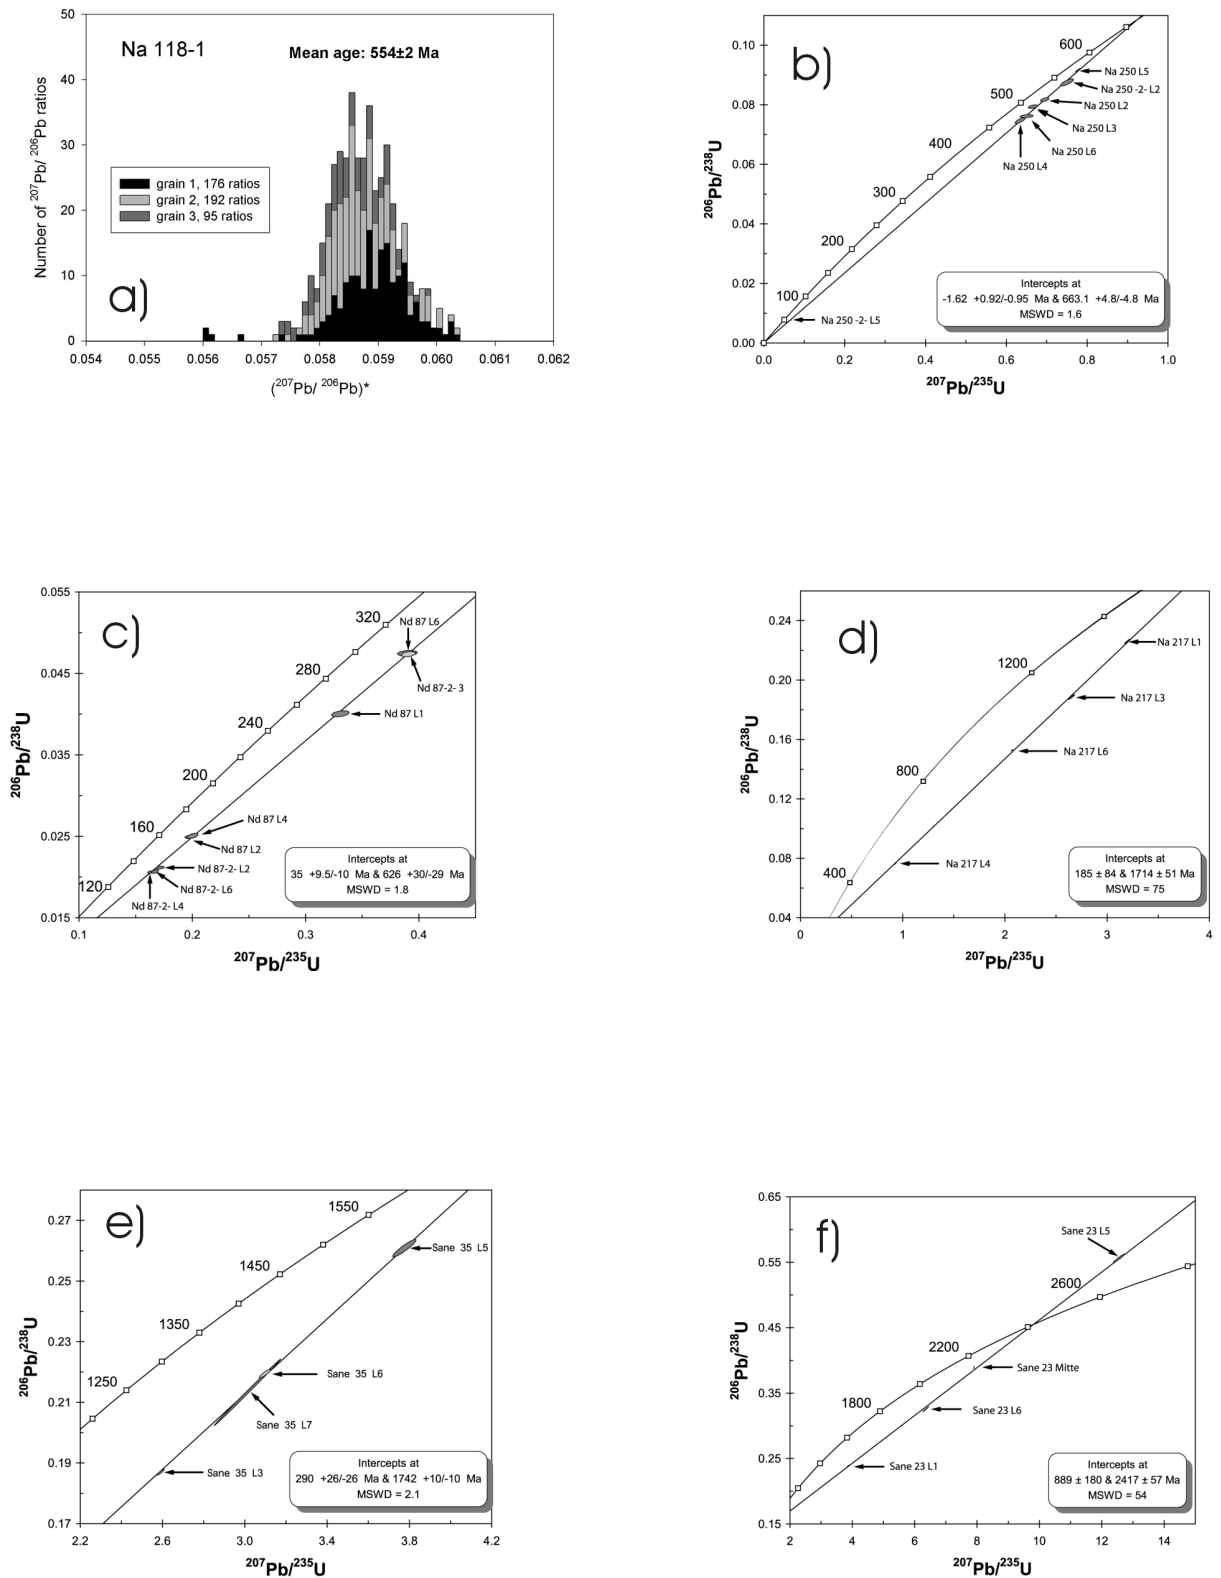 a)
Na 118-1
Mean age: 554±2 Ma
Number of 207Pb/ 206Pb ratios
50
40
30
20
10
0
grain 1, 176 ratios
grain 2, 192 ratios
grain 3, 95 ratios
0.054 0.055 0.056 0.057 0.058 0.059 0.060 0.061 0.062
(207Pb/ 206Pb)*
b)
206Pb/238U
0.10
0.08
0.06
0.04
0.02
0.00
600
500
400
300
200
100
Na 250 L5
Na 250 -2- L2
Na 250 L2
Na 250 L3
Na 250 L6
Na 250 L4
Na 250 -2- L5
Intercepts at
-1.62 +0.92/-0.95 Ma & 663.1 +4.8/-4.8 Ma
MSWD = 1.6
0.0 0.2 0.4 0.6 0.8 1.0
207Pb/235U
c)
206Pb/238U
0.055
0.045
0.035
0.025
0.015
320
280
240
200
160
120
Nd 87 L6
Nd 87-2- 3
Nd 87 L1
Nd 87 L4
Nd 87 L2
Nd 87-2- L2
Nd 87-2- L6
Nd 87-2- L4
Intercepts at
35 +9.5/-10 Ma & 626 +30/-29 Ma
MSWD = 1.8
0.1 0.2 0.3 0.4
207Pb/235U
d)
206Pb/238U
0.24
0.20
0.16
0.12
0.08
0.04
1200
800
400
Na 217 L1
Na 217 L3
Na 217 L6
Na 217 L4
Intercepts at
185 ± 84 & 1714 ± 51 Ma
MSWD = 75
0 1 2 3 4
207Pb/235U
e)
206Pb/238U
0.27
0.25
0.23
0.21
0.19
0.17
1550
1450
1350
1250
Sane 35 L5
Sane 35 L6
Sane 35 L7
Sane 35 L3
Intercepts at
290 +26/-26 Ma & 1742 +10/-10 Ma
MSWD = 2.1
2.2 2.6 3.0 3.4 3.8 4.2
207Pb/235U
f)
206Pb/238U
0.65
0.55
0.45
0.35
0.25
0.15
Sane 23 L5
2600
2200
1800
Sane 23 Mitte
Sane 23 L6
Sane 23 L1
Intercepts at
889 ± 180 & 2417 ± 57 Ma
MSWD = 54
2 4 6 8 10 12 14
207Pb/235U